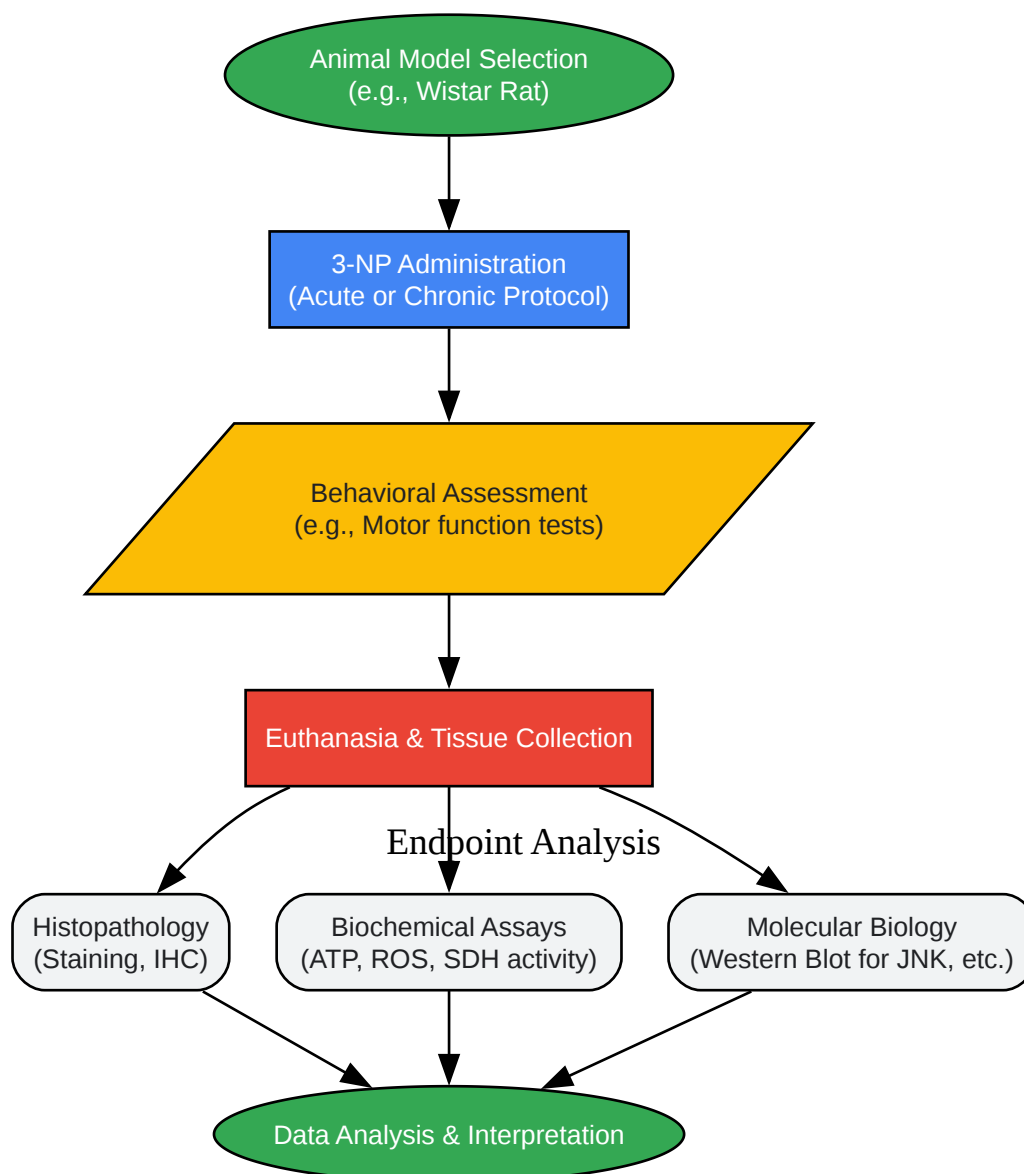 Animal Model Selection
(e.g., Wistar Rat)
3-NP Administration
(Acute or Chronic Protocol)
Behavioral Assessment
(e.g., Motor function tests)
Euthanasia & Tissue Collection
Endpoint Analysis
Histopathology
(Staining, IHC)
Biochemical Assays
(ATP, ROS, SDH activity)
Molecular Biology
(Western Blot for JNK, etc.)
Data Analysis & Interpretation